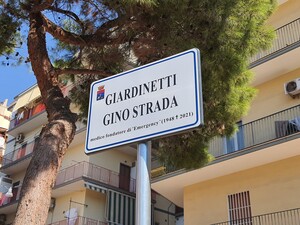 GIARDINETTI
GINO STRADA
medico fondatore di 'Emergency' (1948 † 2021)